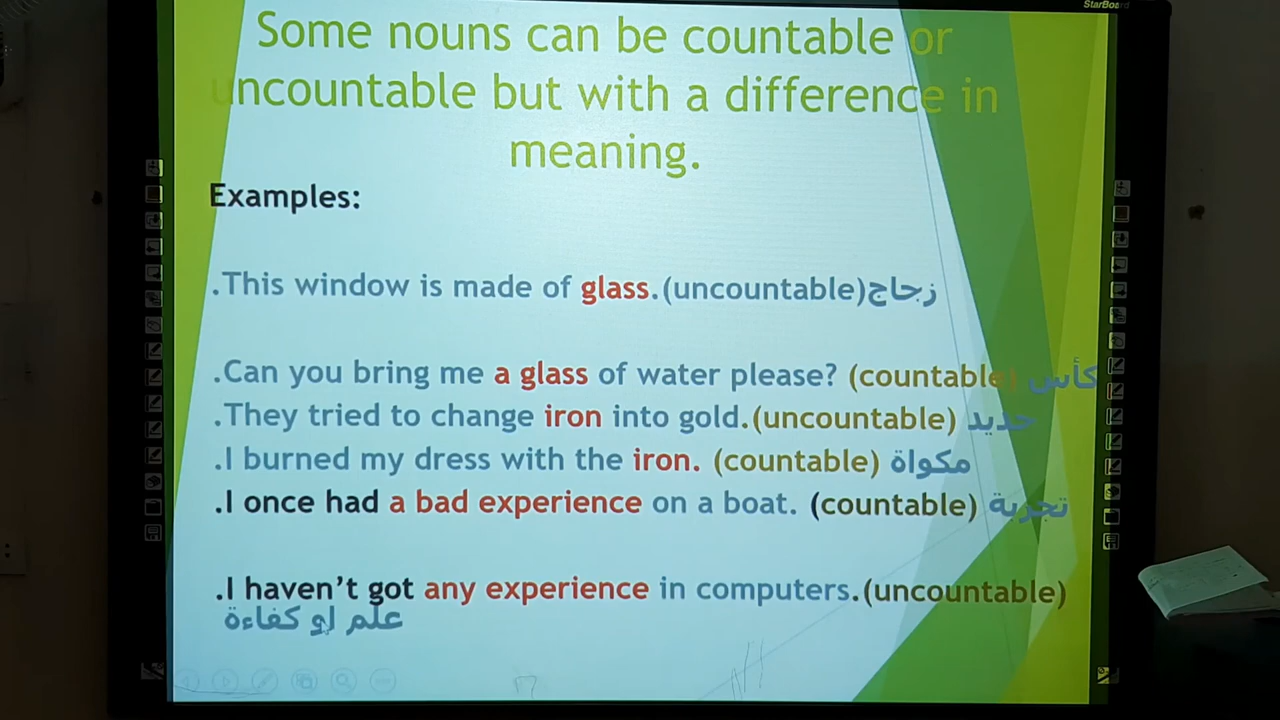 StarBoard
Some nouns can be countable or
uncountable but with a difference in
meaning.
Examples:
.This window is made of glass.(uncountable)زجاج
.Can you bring me a glass of water please? (countable) كأس
.They tried to change iron into gold.(uncountable) حديد
.I burned my dress with the iron. (countable) مكواة
.I once had a bad experience on a boat. (countable) تجربة
.I haven’t got any experience in computers.(uncountable)
علم او كفاءة